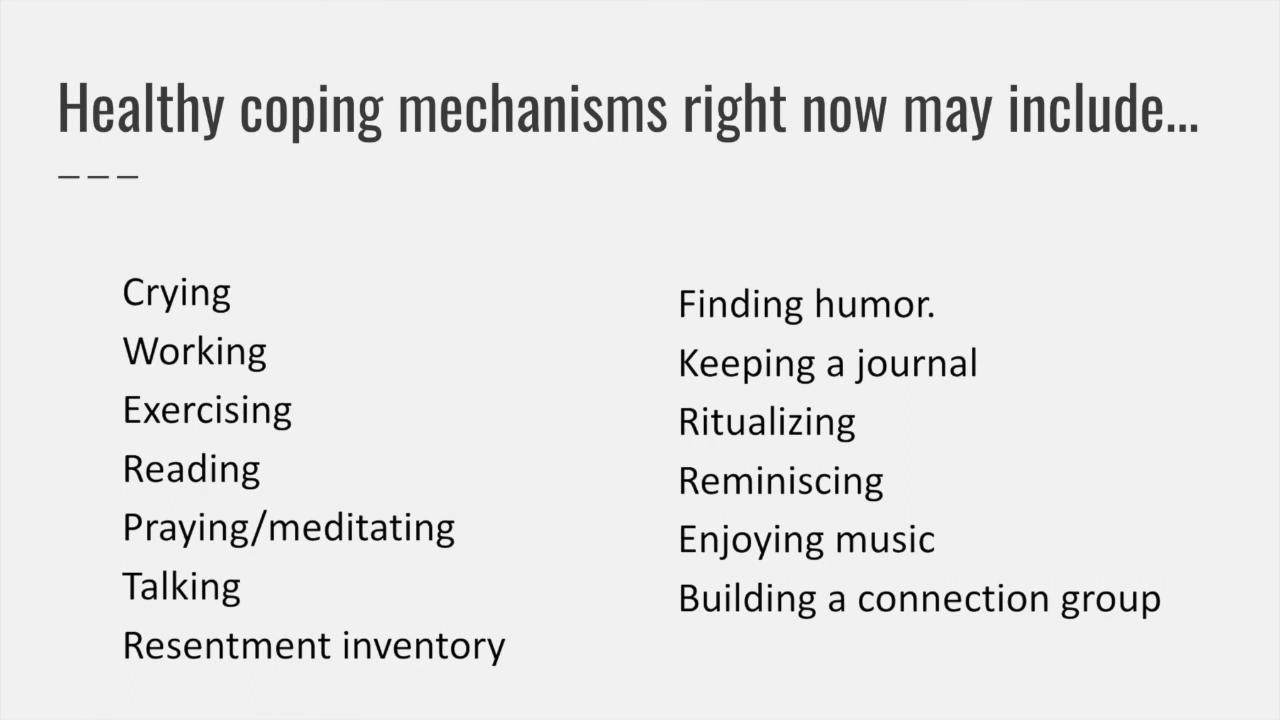 Healthy coping mechanisms right now may include...
Crying
Working
Exercising
Reading
Praying/meditating
Talking
Resentment inventory
Finding humor.
Keeping a journal
Ritualizing
Reminiscing
Enjoying music
Building a connection group